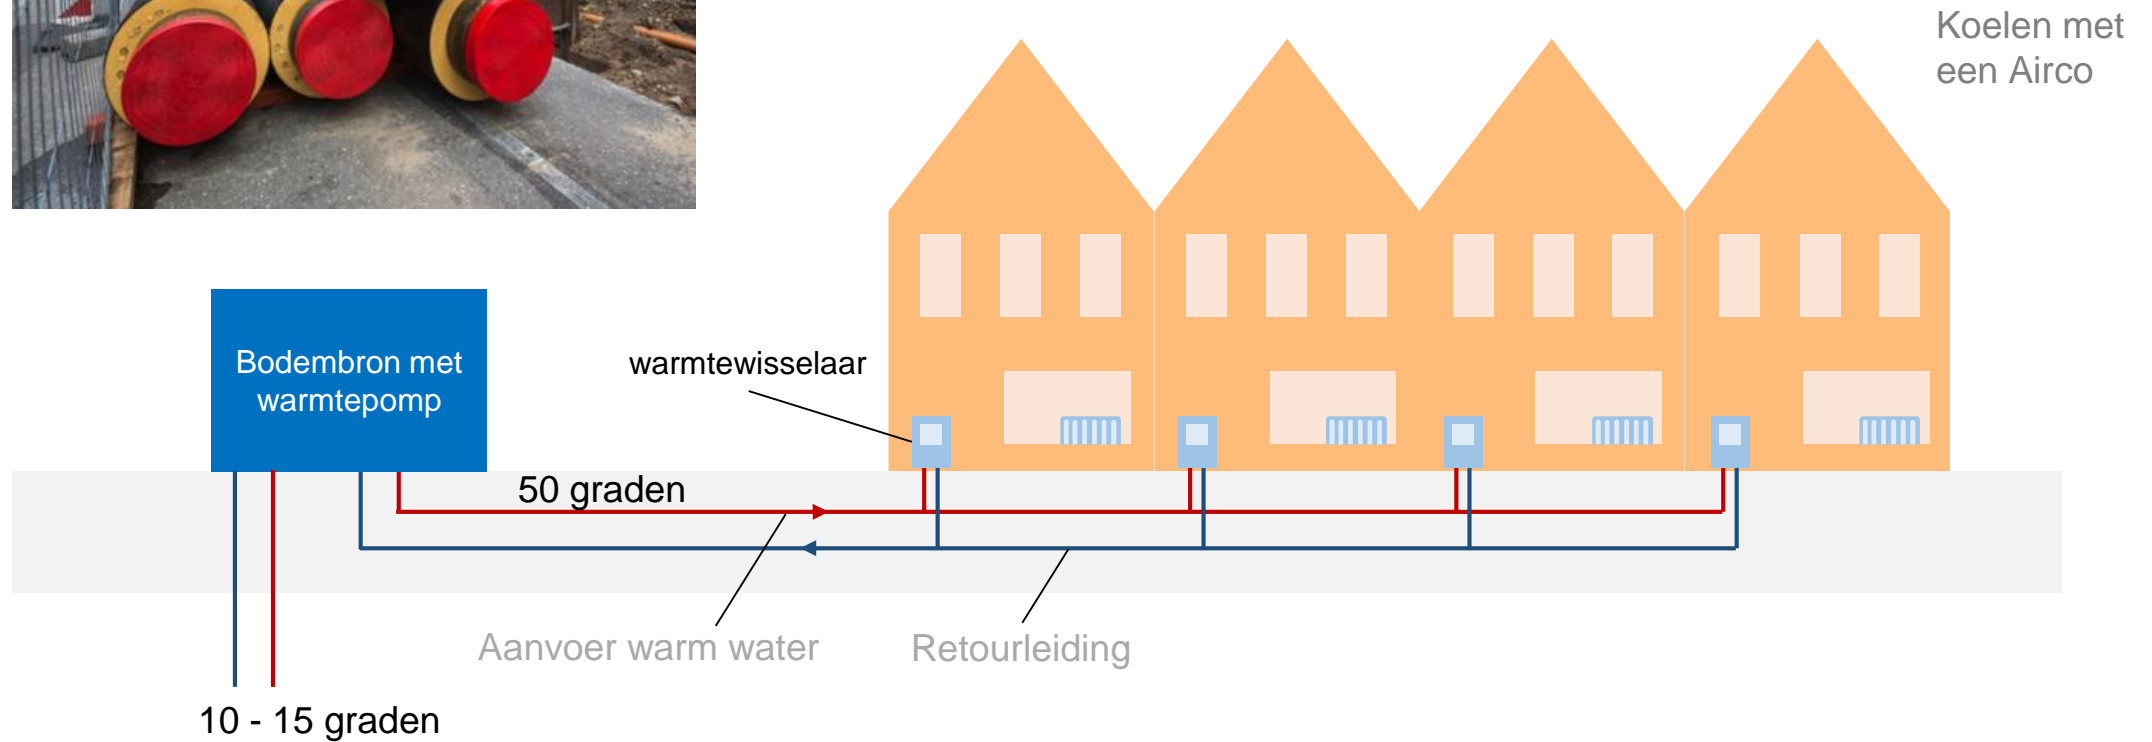 Koelen met
een Airco
Bodembron met
warmtepomp
warmtewisselaar
50 graden
Aanvoer warm water
Retourleiding
10 - 15 graden